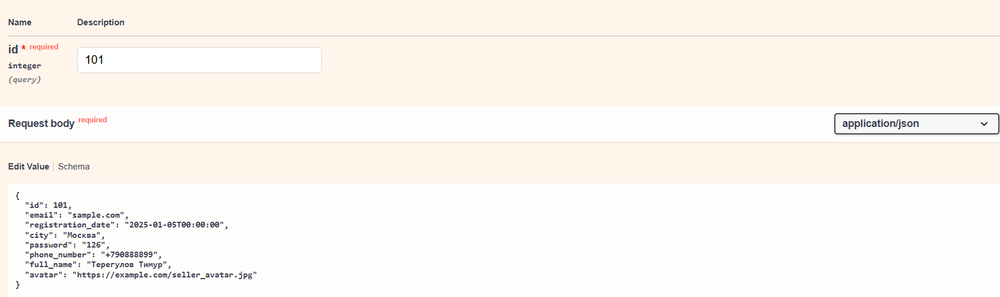 Name Description
id * required
integer
(query)
101
Request body required
application/json
Edit Value Schema
{
"id": 101,
"email": "sample.com",
"registration_date": "2025-01-05T00:00:00",
"city": "Москва",
"password": "126",
"phone_number": "+790888899",
"full_name": "Терегулов Тимур",
"avatar": "https://example.com/seller_avatar.jpg"
}